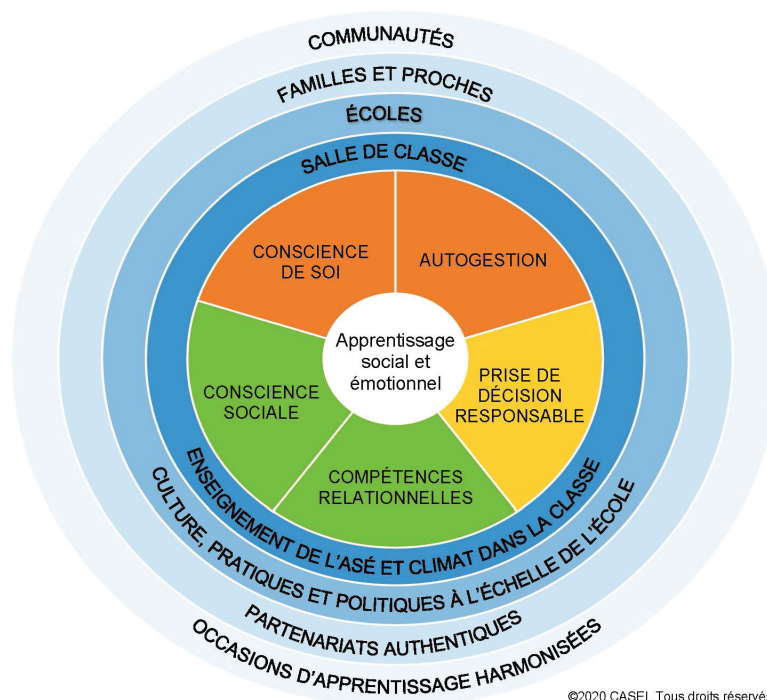 COMMUNAUTÉS
FAMILLES ET PROCHES
ÉCOLES
SALLE DE CLASSE
CONSCIENCE
DE SOI
AUTOGESTION
Apprentissage
social et
émotionnel
CONSCIENCE
SOCIALE
PRISE DE
DÉCISION
RESPONSABLE
COMPÉTENCES
RELATIONNELLES
ENSEIGNEMENT DE L'ASÉ ET CLIMAT DANS LA CLASSE
CULTURE, PRATIQUES ET POLITIQUES À L'ÉCHELLE DE L'ÉCOLE
PARTENARIATS AUTHENTIQUES
OCCASIONS D'APPRENTISSAGE HARMONISÉES
©2020 CASEL Tous droits réservé